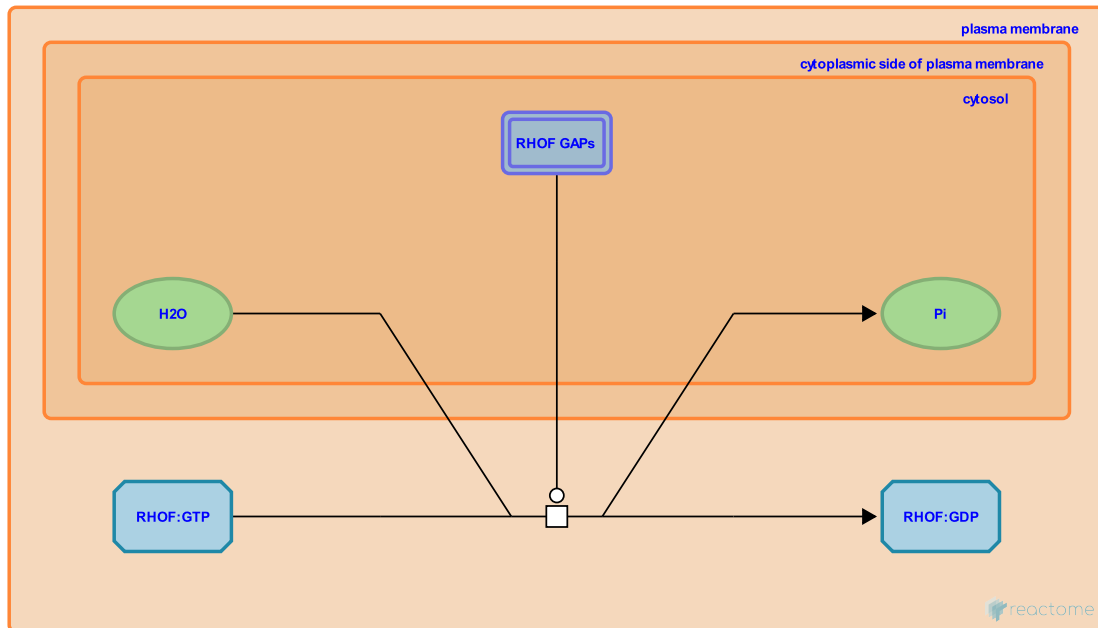 plasma membrane
cytoplasmic side of plasma membrane
cytosol
RHOF GAPs
H2O
Pi
RHOF:GTP
RHOF:GDP
reactome